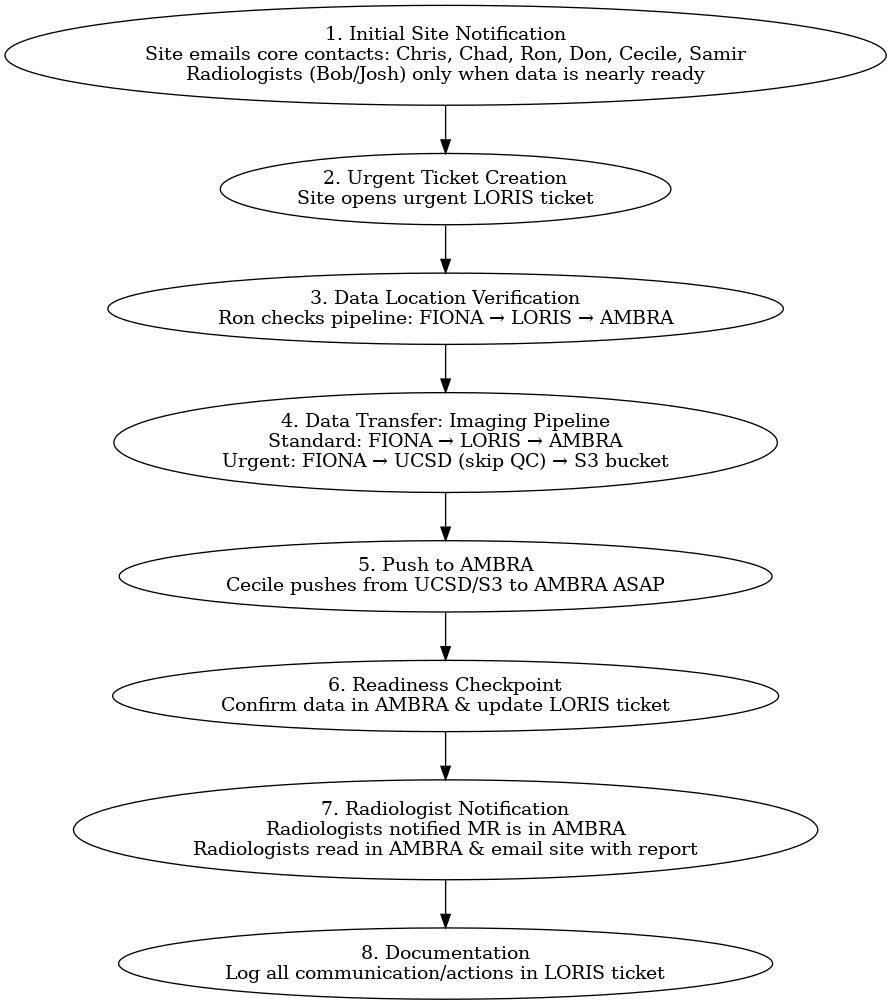 1. Initial Site Notification
Site emails core contacts: Chris, Chad, Ron, Don, Cecile, Samir
Radiologists (Bob/Josh) only when data is nearly ready
2. Urgent Ticket Creation
Site opens urgent LORIS ticket
3. Data Location Verification
Ron checks pipeline: FIONA → LORIS → AMBRA
4. Data Transfer: Imaging Pipeline
Standard: FIONA → LORIS → AMBRA
Urgent: FIONA → UCSD (skip QC) → S3 bucket
5. Push to AMBRA
Cecile pushes from UCSD/S3 to AMBRA ASAP
6. Readiness Checkpoint
Confirm data in AMBRA & update LORIS ticket
7. Radiologist Notification
Radiologists notified MR is in AMBRA
Radiologists read in AMBRA & email site with report
8. Documentation
Log all communication/actions in LORIS ticket